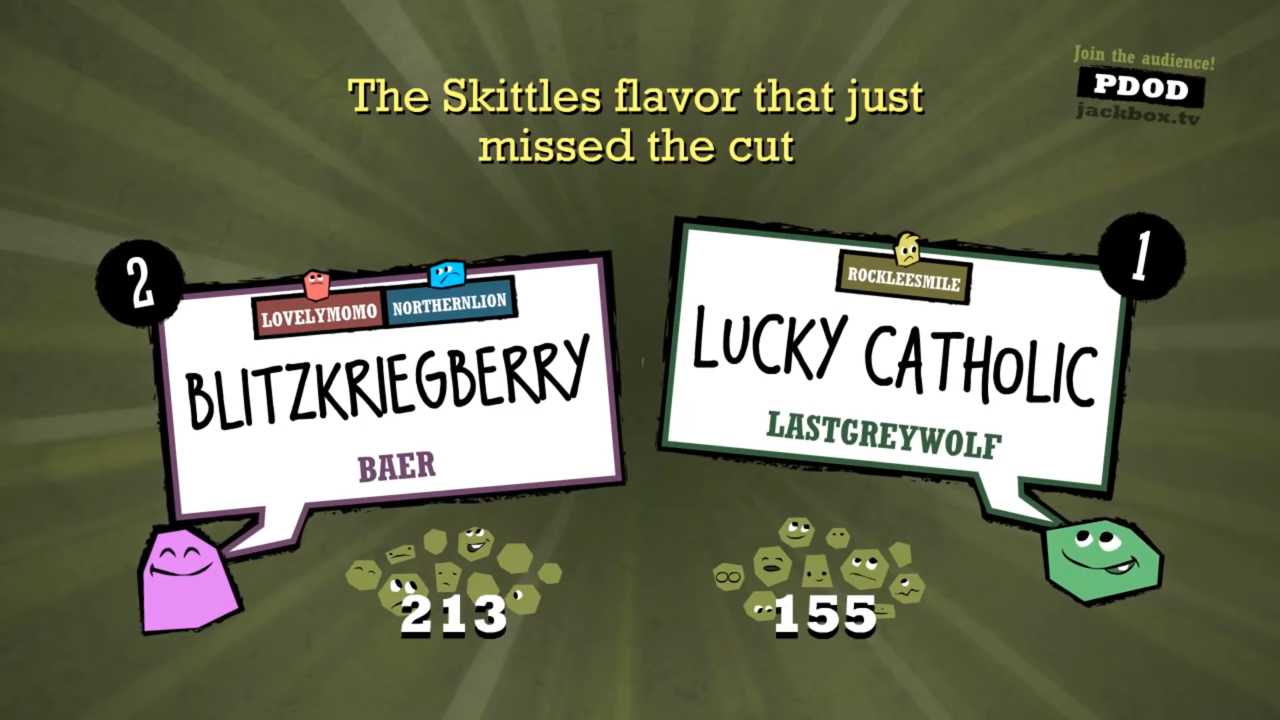 The Skittles flavor that just
missed the cut
Join the audience!
PDOD
jackbox.tv
2
LOVELYMOMO
NORTHERNLION
BLITZKRIEGBERRY
BAER
213
1
ROCKLEESMILE
LUCKY CATHOLIC
LASTGREYWOLF
155